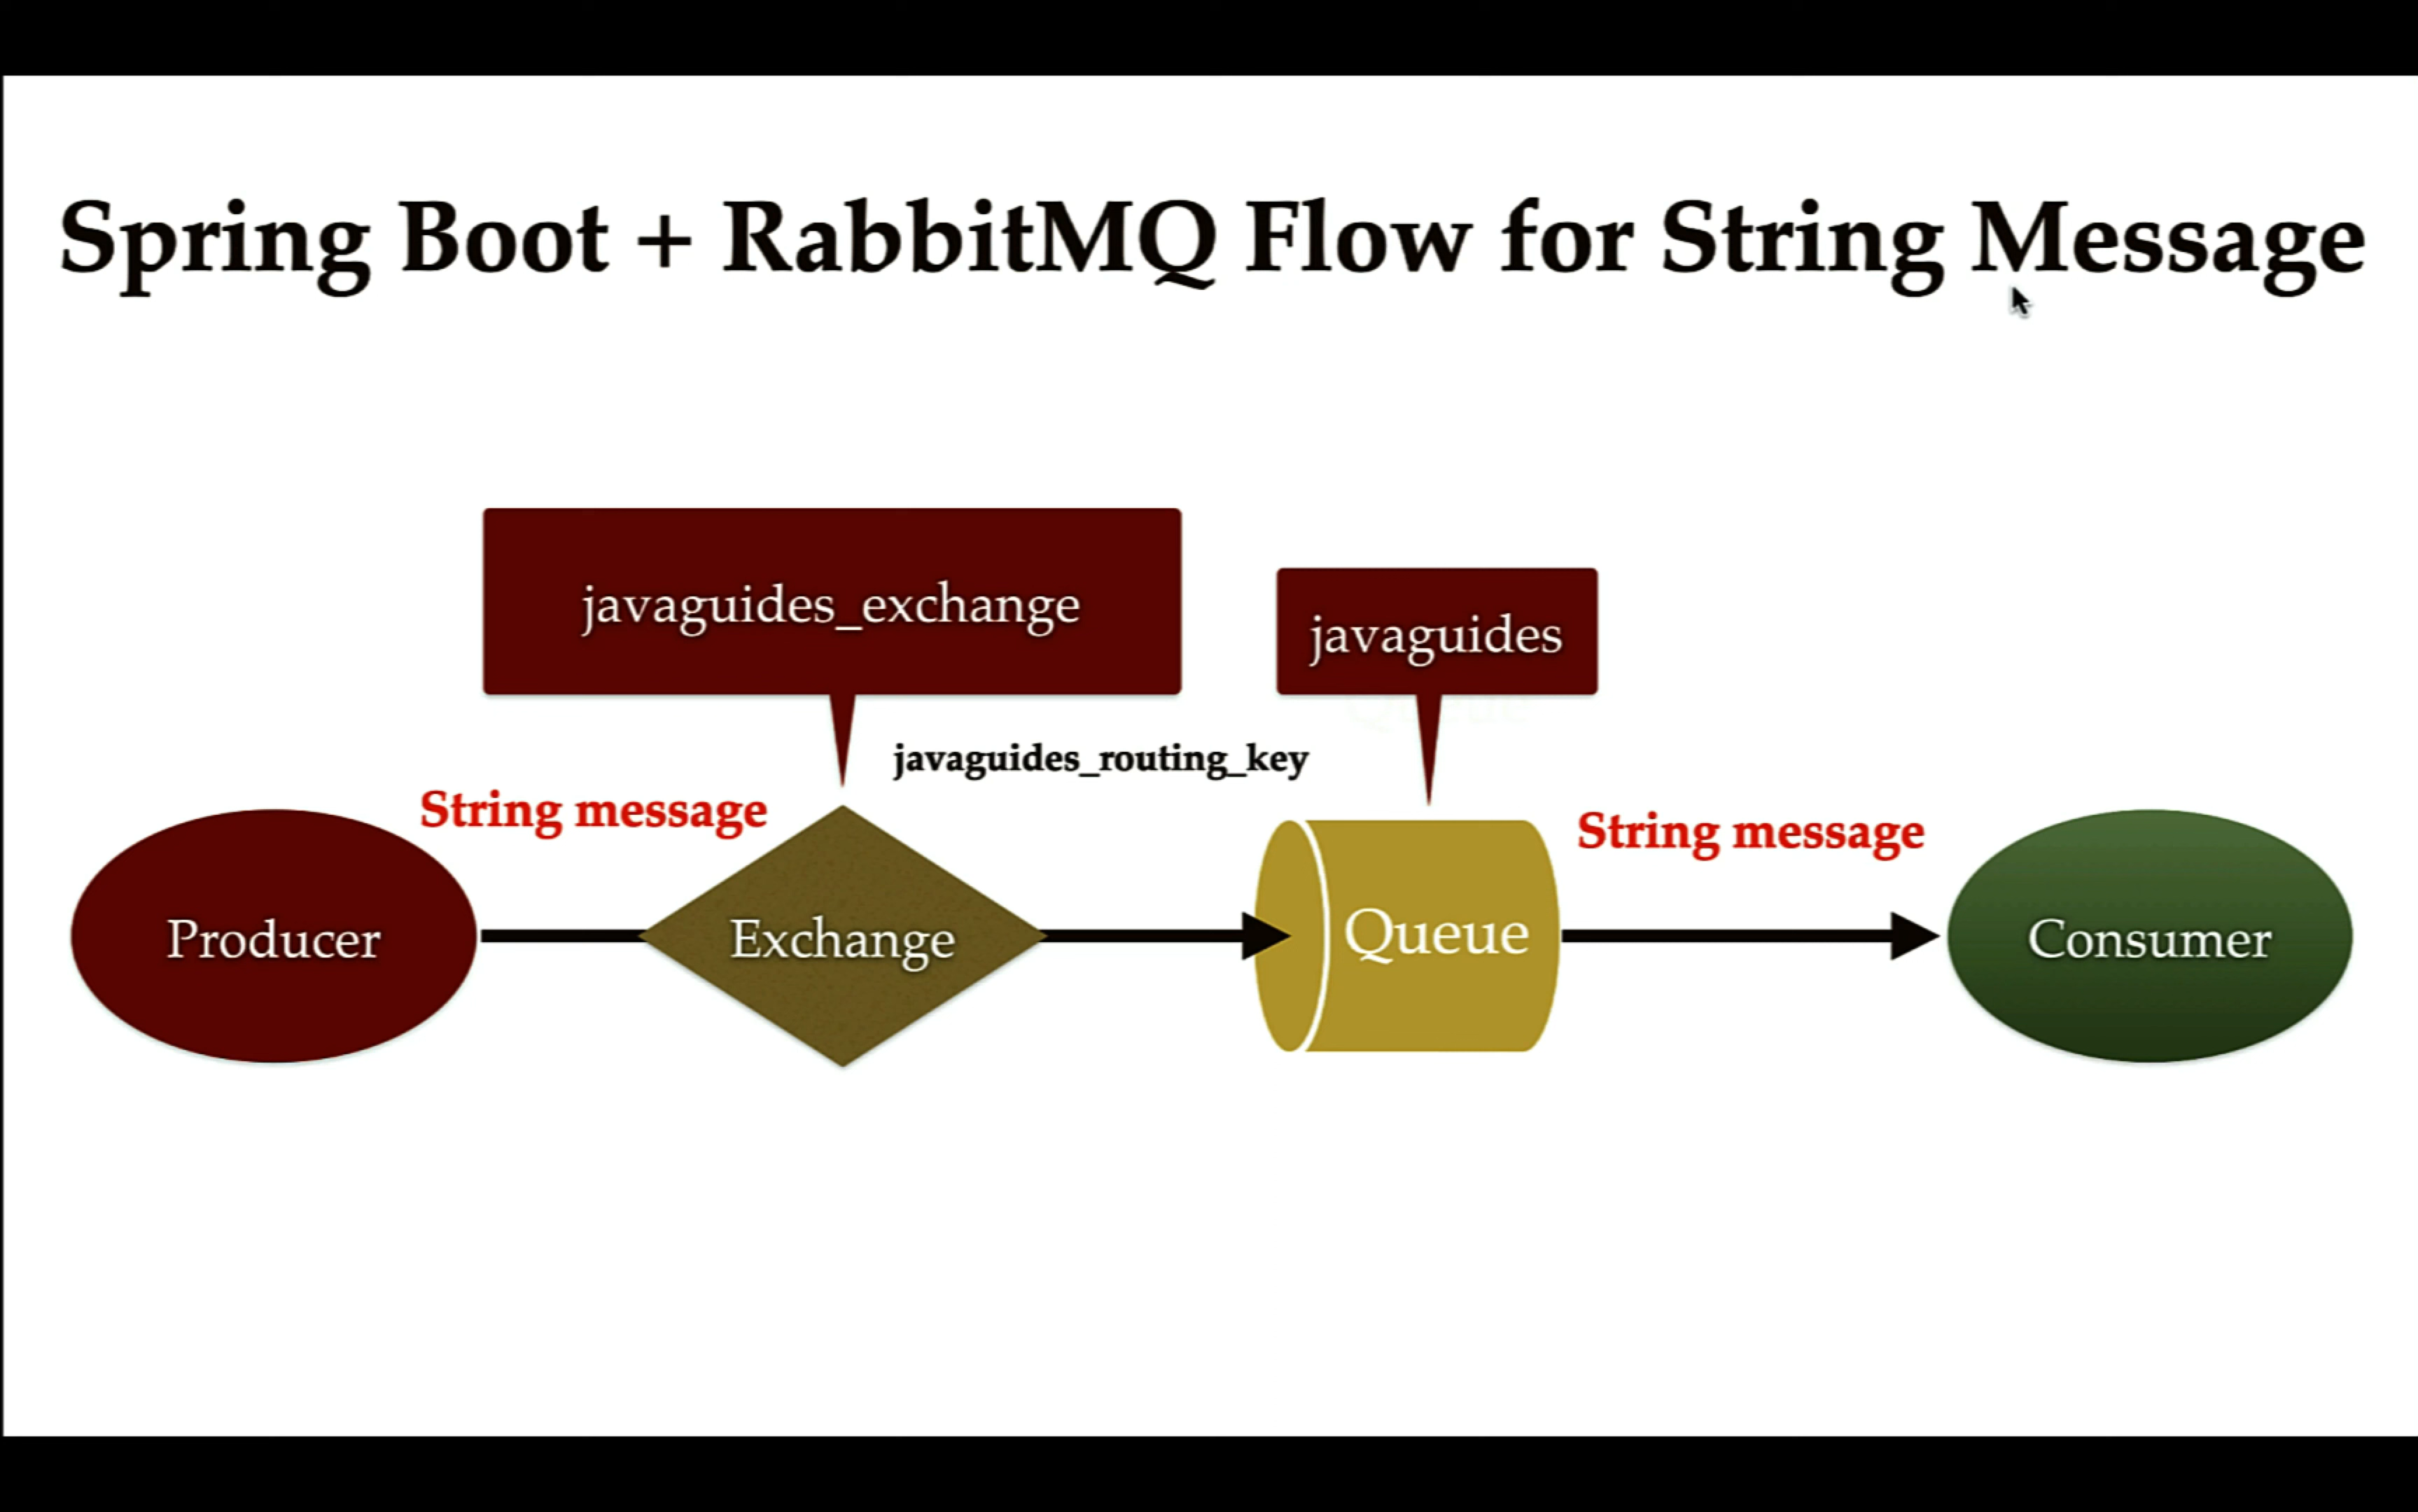 Spring Boot + RabbitMQ Flow for String Message
javaguides_exchange
javaguides
javaguides_routing_key
String message
String message
Producer
Exchange
Queue
Consumer